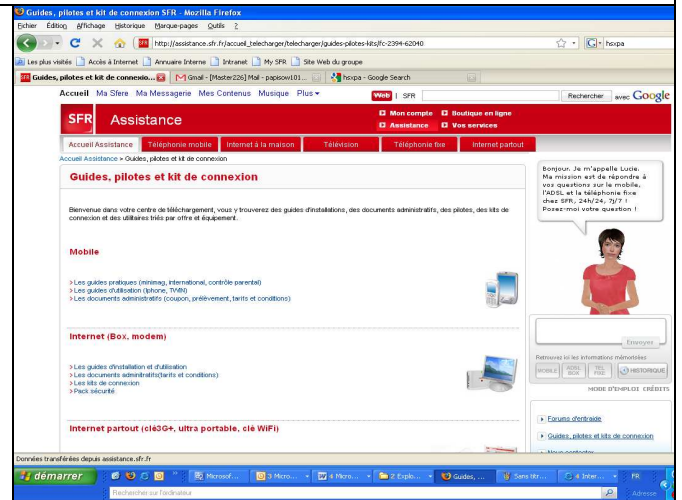 Guides, pilotes et kit de connexion SFR - Mozilla Firefox
Fichier Édition Affichage Historique Marque-pages Outils ?
http://assistance.sfr.fr/accueil_telecharger/telecharger/guides-pilotes-kits/fc-2394-62040
hsxpa
Les plus visités Accès à Internet Annuaire Interne Intranet My SFR Site Web du groupe
Guides, pilotes et kit de connexio... Gmail - [Master226] Mail - papisow101... hsxpa - Google Search
Accueil Ma Sfere Ma Messagerie Mes Contenus Musique Plus
Web SFR Rechercher avec Google
SFR Assistance
Mon compte Boutique en ligne
Assistance Vos services
Accueil Assistance Téléphonie mobile Internet à la maison Télévision Téléphonie fixe Internet partout
Accueil Assistance > Guides, pilotes et kit de connexion
Guides, pilotes et kit de connexion
Bienvenue dans votre centre de téléchargement, vous y trouverez des guides d'installations, des documents administratifs, des pilotes, des kits de
connexion et des utilitaires triés par offre et équipement.
Mobile
> Les guides pratiques (minimag, international, contrôle parental)
> Les guides d'utilisation (Iphone, TWIN)
> Les documents administratifs (coupon, prélèvement, tarifs et conditions)
Internet (Box, modem)
> Les guides d'installation et d'utilisation
> Les documents administratifs(tarifs et conditions)
> Les kits de connexion
> Pack sécurité
Internet partout (clé3G+, ultra portable, clé WiFi)
Bonjour. Je m'appelle Lucie.
Ma mission est de répondre à
vos questions sur le mobile,
l'ADSL et la téléphonie fixe
chez SFR, 24h/24, 7j/7 !
Posez-moi votre question !
Envoyer
Retrouvez ici les informations mémorisées
MOBILE ADSL BOX TEL FIXE HISTORIQUE
MODE D'EMPLOI CRÉDITS
Forums d'entraide
Guides, pilotes et kits de connexion
Nous contacter
Données transférées depuis assistance.sfr.fr
démarrer Microsof... 3 Micro... 4 Micro... 2 Explo... Guides, ... Sans titr... 4 Inter... FR
Rechercher sur l'ordinateur Adresse